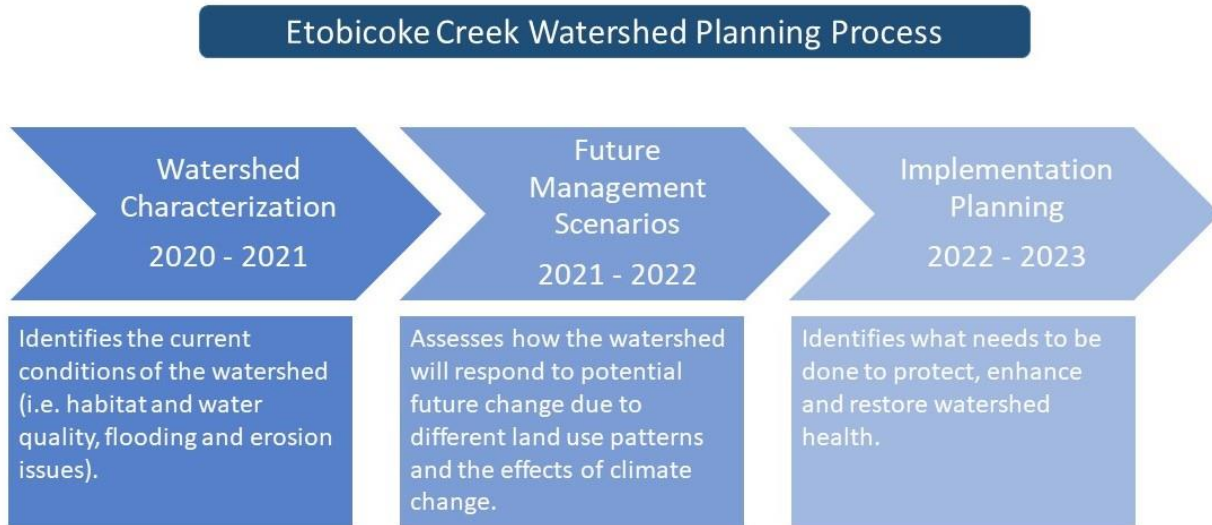 Etobicoke Creek Watershed Planning Process
Watershed
Characterization
2020 - 2021
Future
Management
Scenarios
2021 - 2022
Implementation
Planning
2022 - 2023
Identifies the current
conditions of the watershed
(i.e. habitat and water
quality, flooding and erosion
issues).
Assesses how the watershed
will respond to potential
future change due to
different land use patterns
and the effects of climate
change.
Identifies what needs to be
done to protect, enhance
and restore watershed
health.